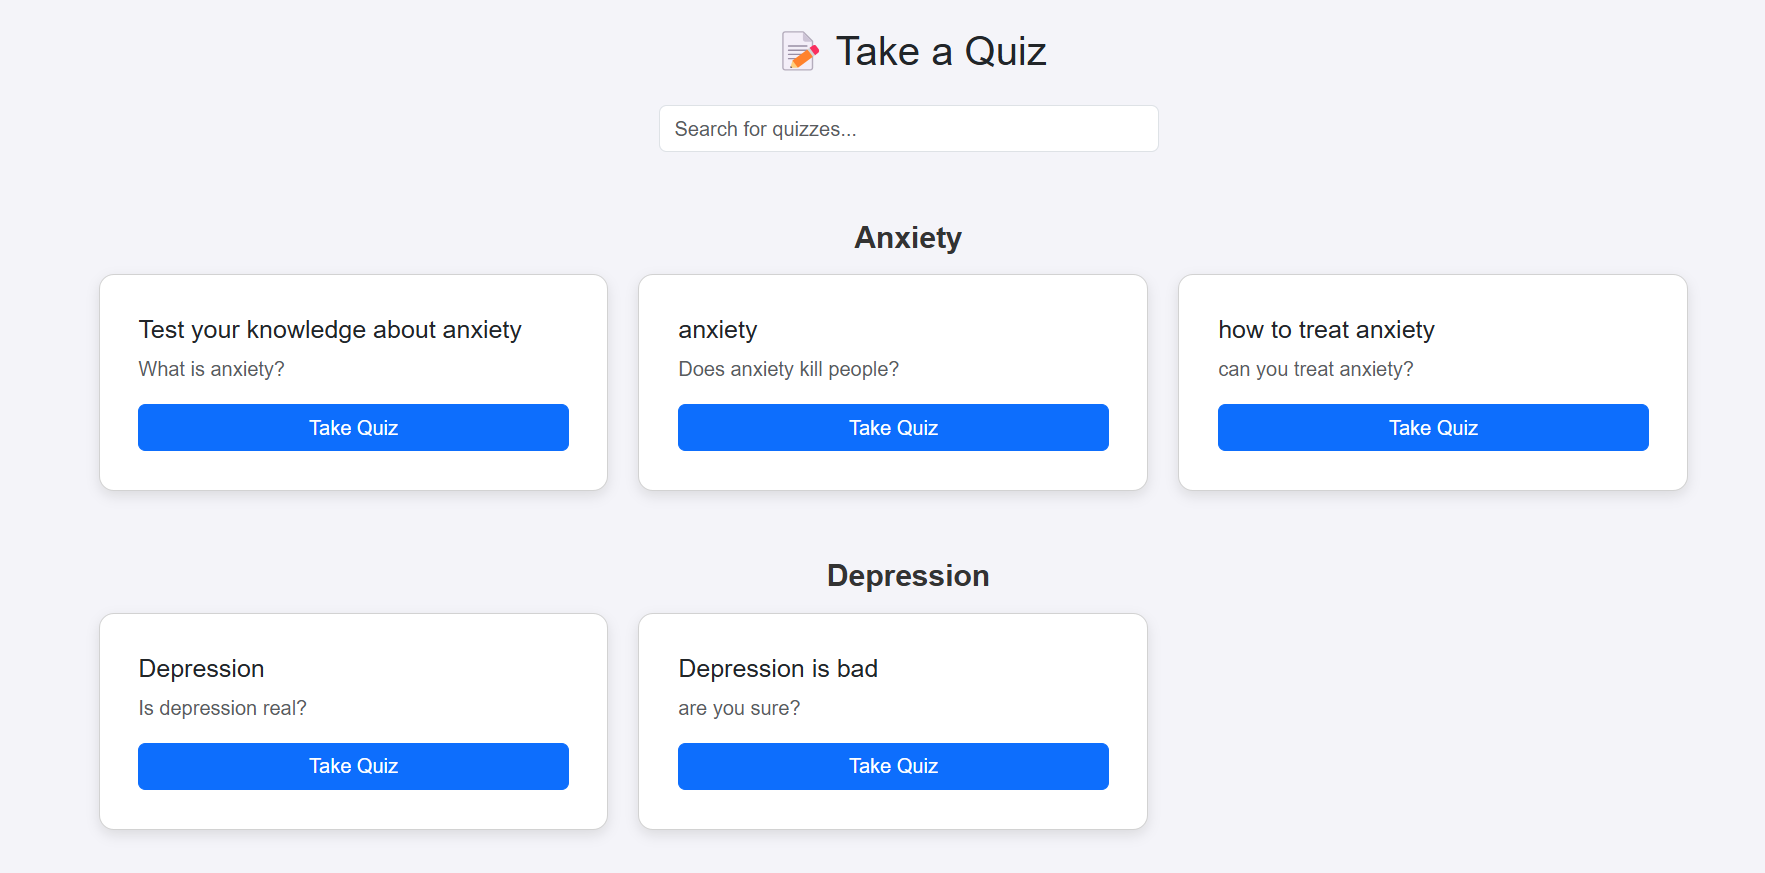 Take a Quiz
Search for quizzes...
Anxiety
Test your knowledge about anxiety
What is anxiety?
Take Quiz
anxiety
Does anxiety kill people?
Take Quiz
how to treat anxiety
can you treat anxiety?
Take Quiz
Depression
Depression
Is depression real?
Take Quiz
Depression is bad
are you sure?
Take Quiz